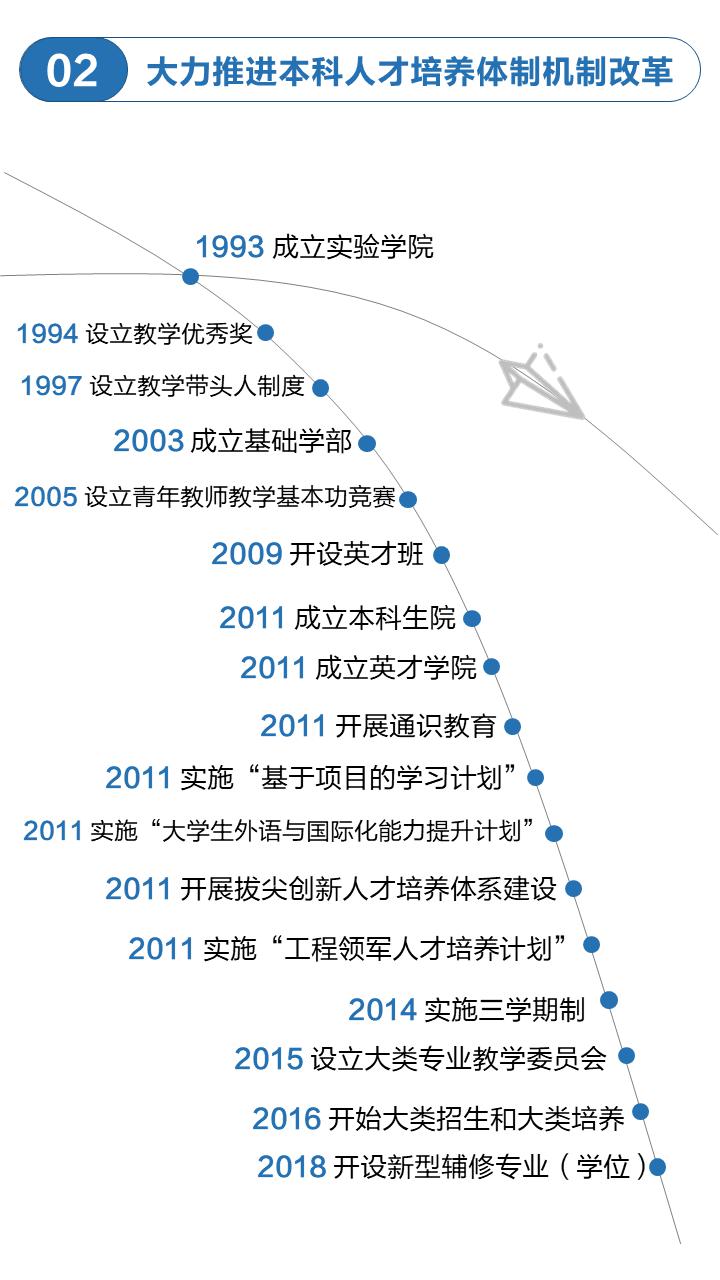 02 大力推进本科人才培养体制机制改革
1993 成立实验学院
1994 设立教学优秀奖
1997 设立教学带头人制度
2003 成立基础学部
2005 设立青年教师教学基本功竞赛
2009 开设英才班
2011 成立本科生院
2011 成立英才学院
2011 开展通识教育
2011 实施“基于项目的学习计划”
2011 实施“大学生外语与国际化能力提升计划”
2011 开展拔尖创新人才培养体系建设
2011 实施“工程领军人才培养计划”
2014 实施三学期制
2015 设立大类专业教学委员会
2016 开始大类招生和大类培养
2018 开设新型辅修专业（学位）